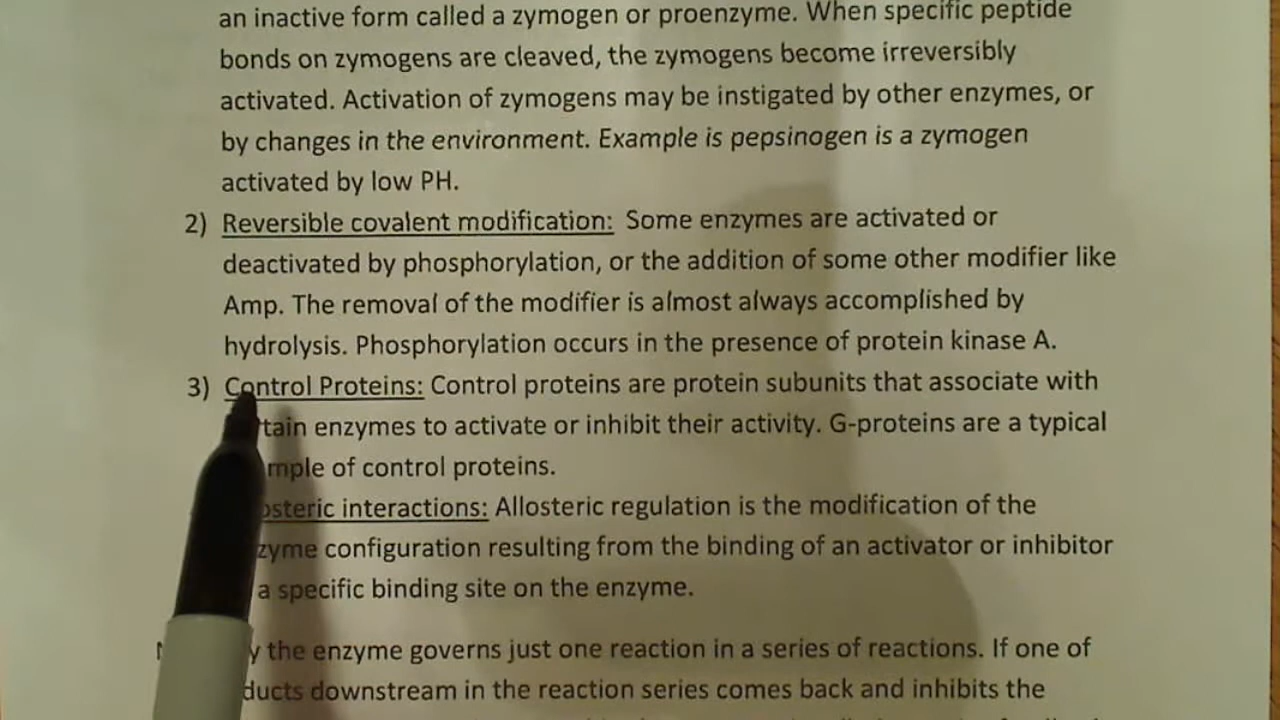 an inactive form called a zymogen or proenzyme. When specific peptide
bonds on zymogens are cleaved, the zymogens become irreversibly
activated. Activation of zymogens may be instigated by other enzymes, or
by changes in the environment. Example is pepsinogen is a zymogen
activated by low PH.
2) Reversible covalent modification: Some enzymes are activated or
deactivated by phosphorylation, or the addition of some other modifier like
Amp. The removal of the modifier is almost always accomplished by
hydrolysis. Phosphorylation occurs in the presence of protein kinase A.
3) Control Proteins: Control proteins are protein subunits that associate with
tain enzymes to activate or inhibit their activity. G-proteins are a typical
mple of control proteins.
osteric interactions: Allosteric regulation is the modification of the
zyme configuration resulting from the binding of an activator or inhibitor
a specific binding site on the enzyme.
y the enzyme governs just one reaction in a series of reactions. If one of
ducts downstream in the reaction series comes back and inhibits the